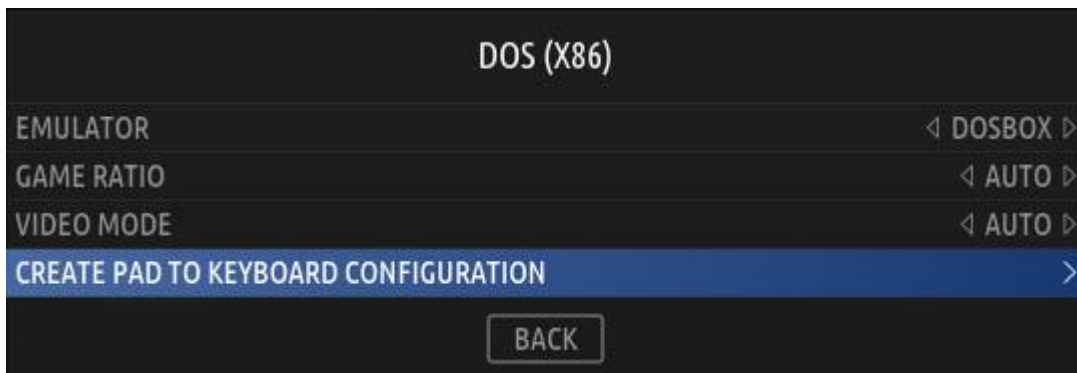 DOS (X86)
EMULATOR DOSBOX
GAME RATIO AUTO
VIDEO MODE AUTO
CREATE PAD TO KEYBOARD CONFIGURATION
BACK